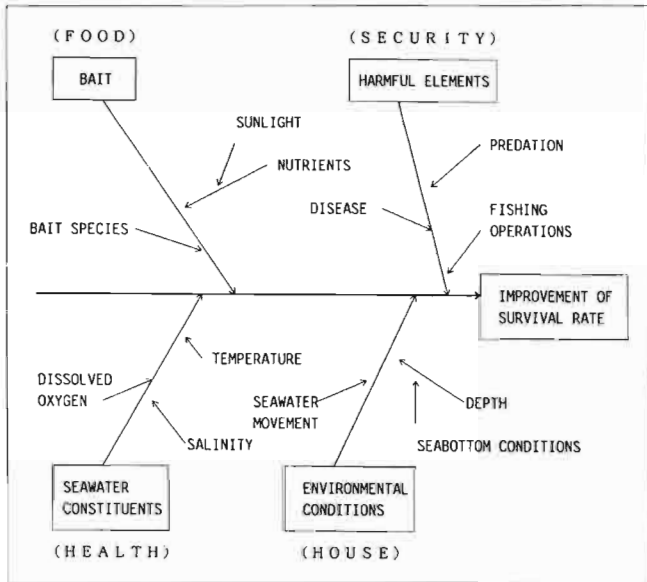 (FOOD)
(SECURITY)
BAIT
HARMFUL ELEMENTS
SUNLIGHT
PREDATION
NUTRIENTS
DISEASE
FISHING
OPERATIONS
BAIT SPECIES
IMPROVEMENT OF
SURVIVAL RATE
TEMPERATURE
DISSOLVED
OXYGEN
SEAWATER
MOVEMENT
DEPTH
SALINITY
SEABOTTOM CONDITIONS
SEAWATER
CONSTITUENTS
ENVIRONMENTAL
CONDITIONS
(HEALTH)
(HOUSE)